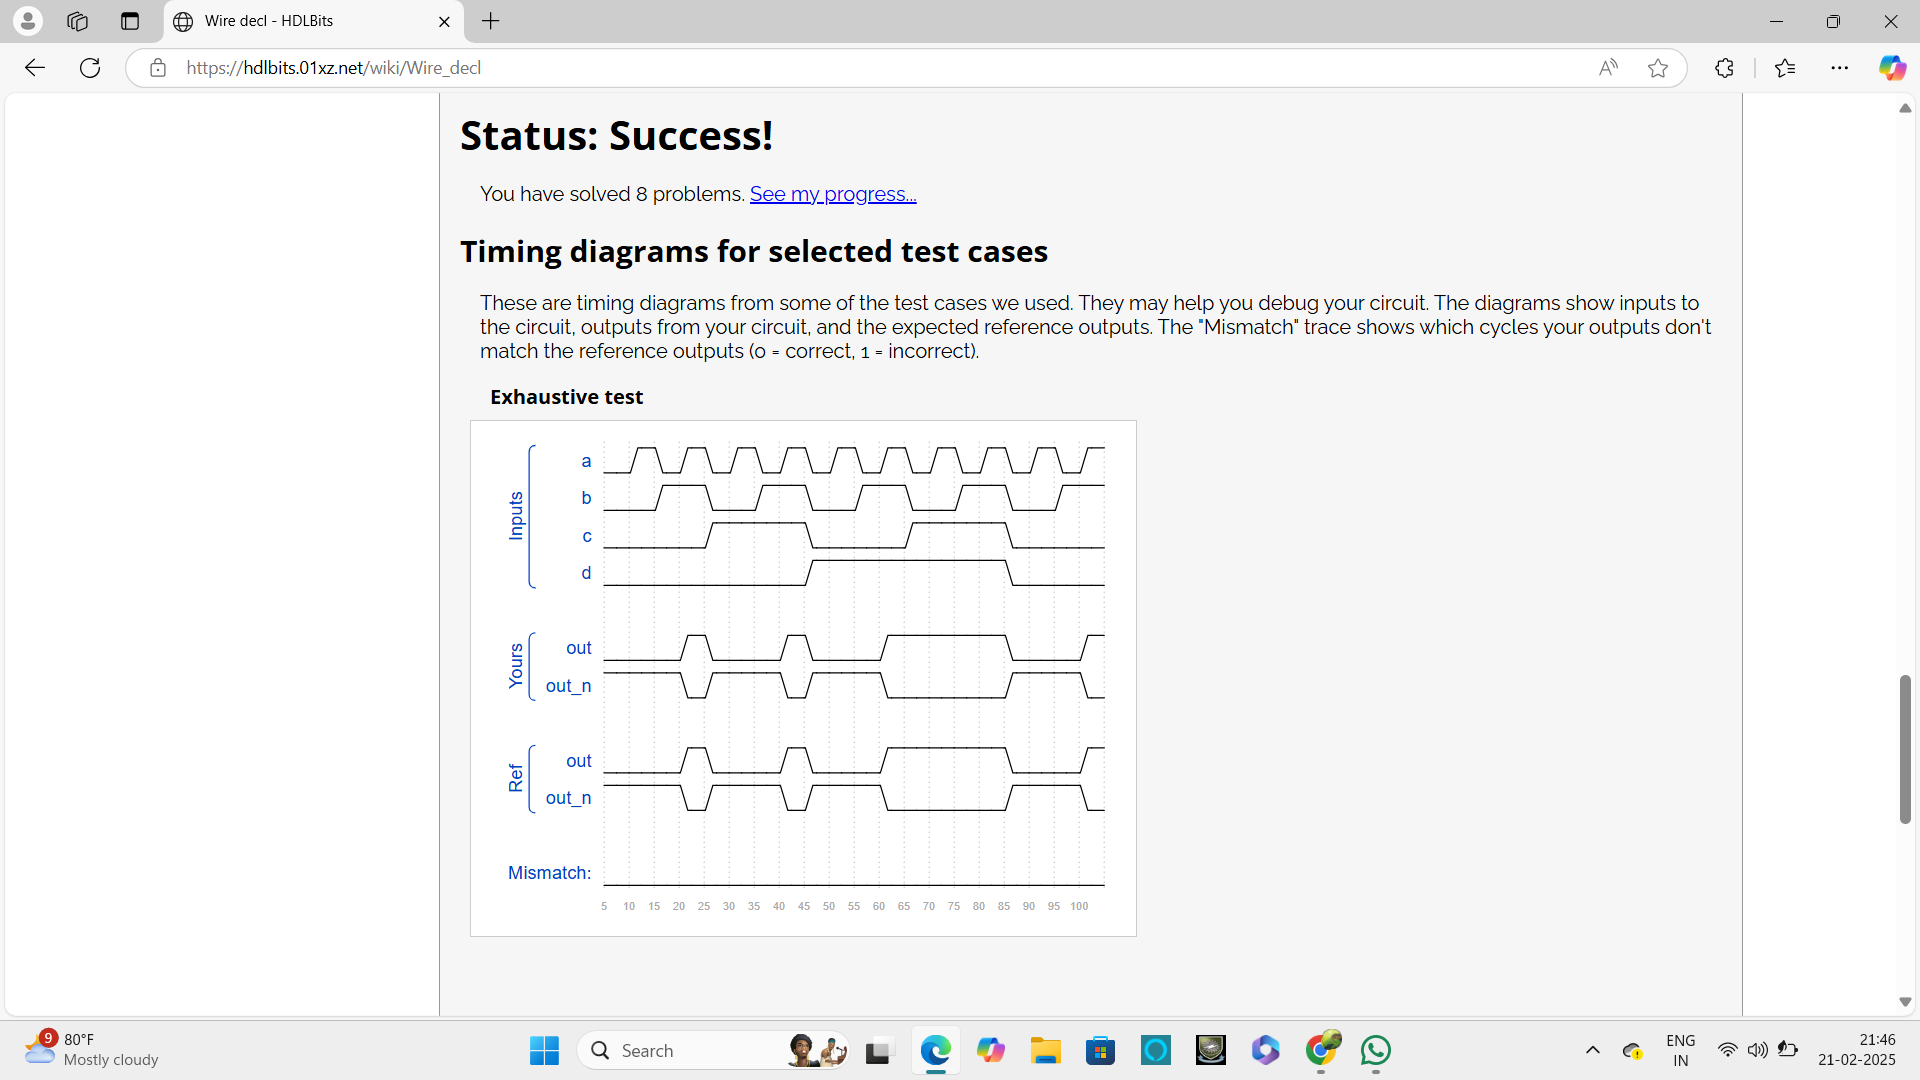 Wire decl - HDLBits
https://hdlbits.01xz.net/wiki/Wire_decl
Status: Success!
You have solved 8 problems. See my progress...
Timing diagrams for selected test cases
These are timing diagrams from some of the test cases we used. They may help you debug your circuit. The diagrams show inputs to
the circuit, outputs from your circuit, and the expected reference outputs. The "Mismatch" trace shows which cycles your outputs don't
match the reference outputs (0 = correct, 1 = incorrect).
Exhaustive test
Inputs
a
b
c
d
Yours
out
out_n
Ref
out
out_n
Mismatch:
5 10 15 20 25 30 35 40 45 50 55 60 65 70 75 80 85 90 95 100
9
80°F
Mostly cloudy
Search
ENG
IN
21:46
21-02-2025